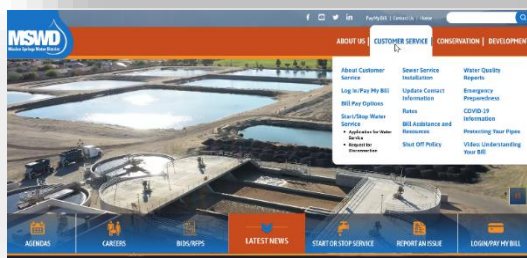 PayMyBill | Contact Us | Home
MSWD
Mission Springs Water District
ABOUT US | CUSTOMER SERVICE | CONSERVATION | DEVELOPMENT
About Customer Service
Log In/Pay My Bill
Bill Pay Options
Start/Stop Water Service
Application for Water Service
Request for Disconnection
Sewer Service Installation
Update Contact Information
Rates
Bill Assistance and Resources
Shut Off Policy
Water Quality Reports
Emergency Preparedness
COVID-19 Information
Protecting Your Pipes
Video: Understanding Your Bill
AGENDAS
CAREERS
BIDS/RFPS
LATEST NEWS
START OR STOP SERVICE
REPORT AN ISSUE
LOGIN/PAY MY BILL